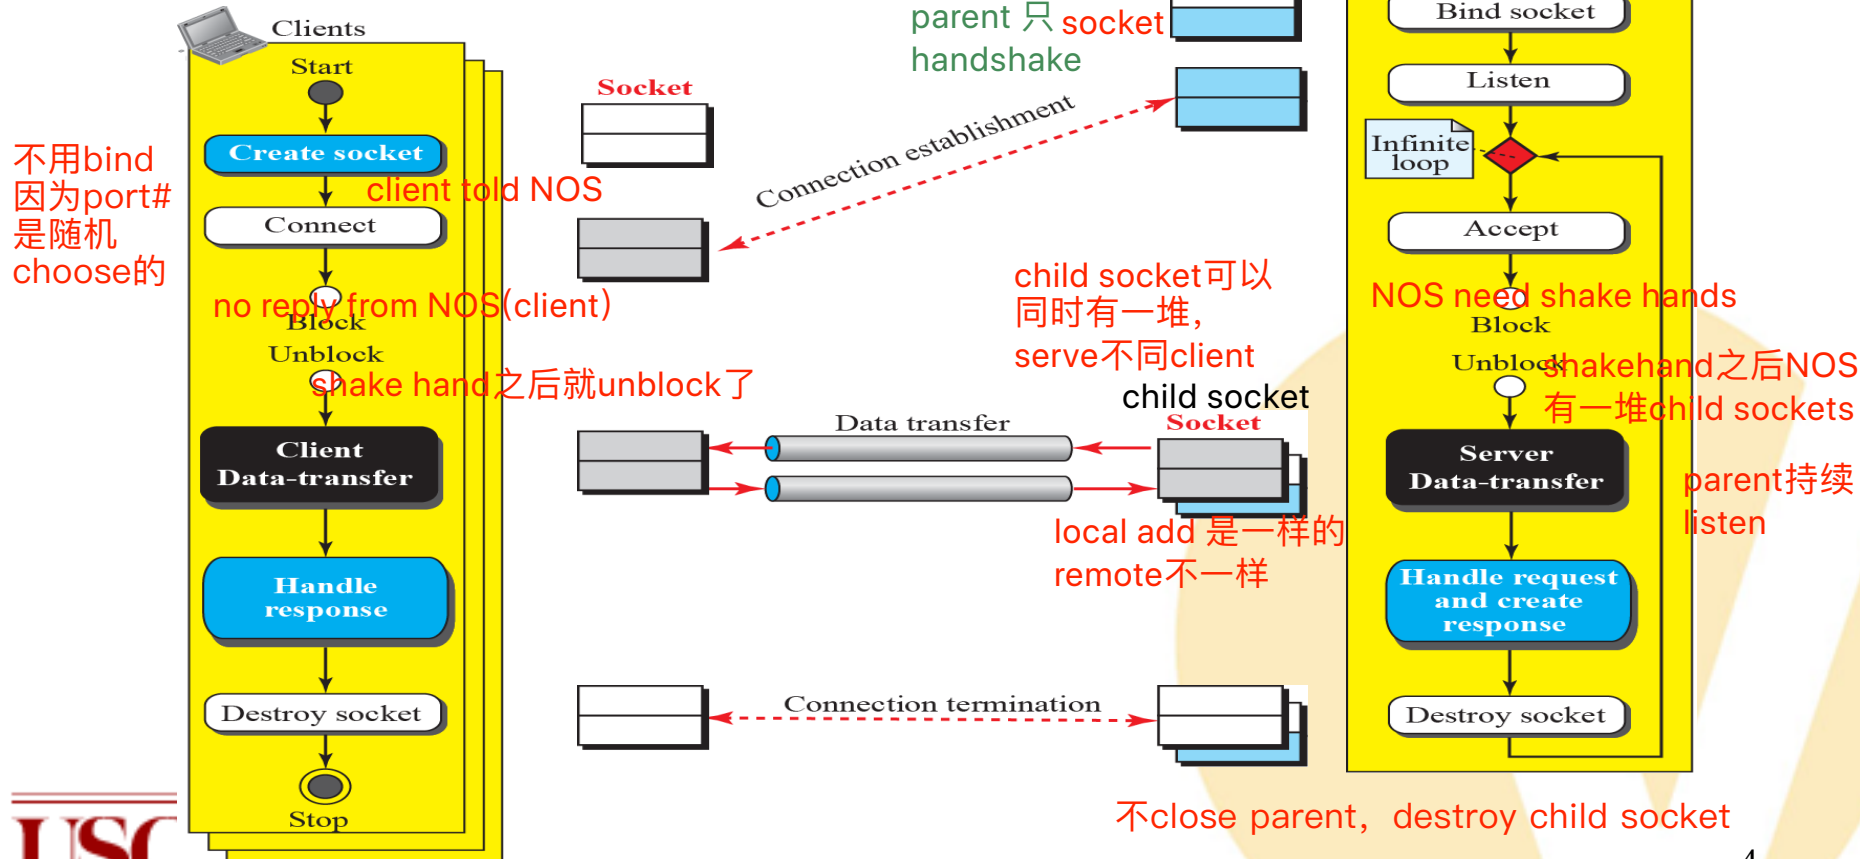 Clients
Start
Create socket
Connect
Block
Unblock
Client
Data-transfer
Handle
response
Destroy socket
Stop
不用bind
因为port#
是随机
choose的
client told NOS
no reply from NOS(client)
shake hand之后就unblock了
Socket
parent 只
handshake
socket
Connection establishment
child socket可以
同时有一堆,
serve不同client
child socket
Socket
Data transfer
local add 是一样的
remote不一样
Connection termination
Bind socket
Listen
Infinite
loop
Accept
NOS need shake hands
Block
Unblock
shakehand之后NOS
有一堆child sockets
Server
Data-transfer
parent持续
listen
Handle request
and create
response
Destroy socket
不close parent, destroy child socket
USC